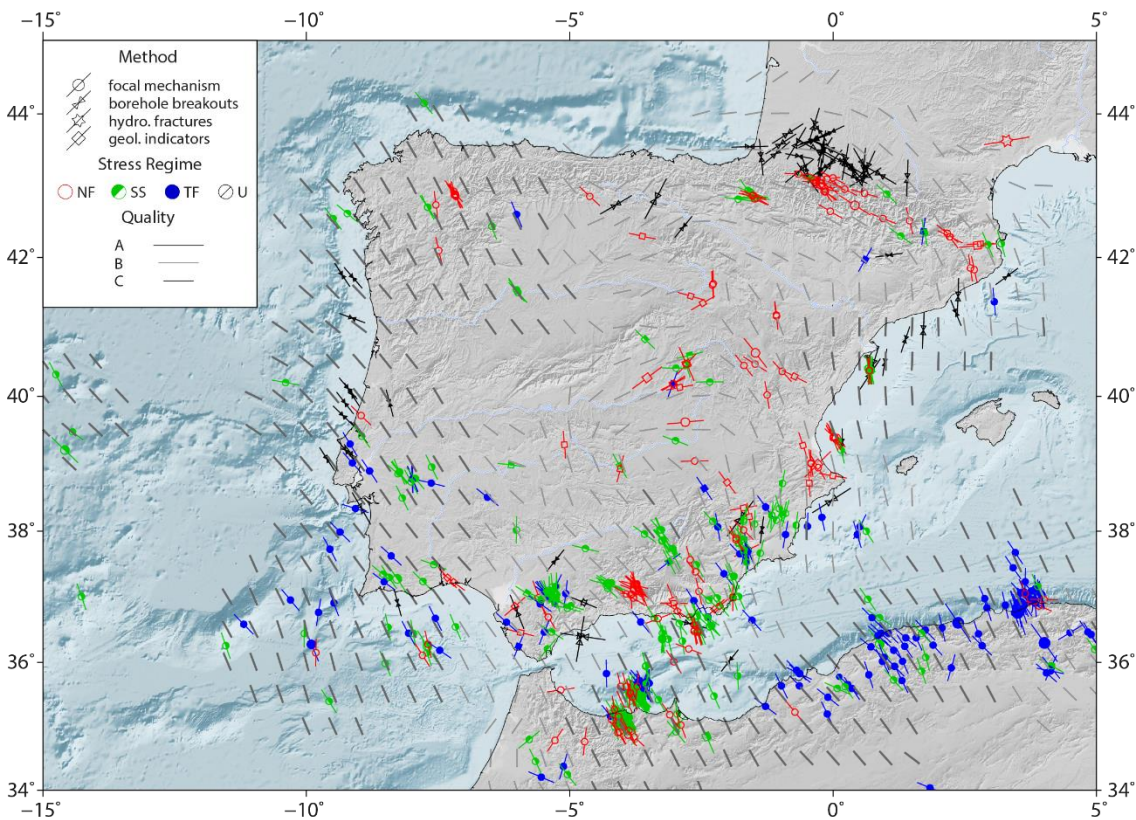 −15° −10° −5° 0° 5°
Method
focal mechanism
borehole breakouts
hydro. fractures
geol. indicators
Stress Regime
NF SS TF U
Quality
A
B
C
44° 44°
42° 42°
40° 40°
38° 38°
36° 36°
34° 34°
−15° −10° −5° 0° 5°